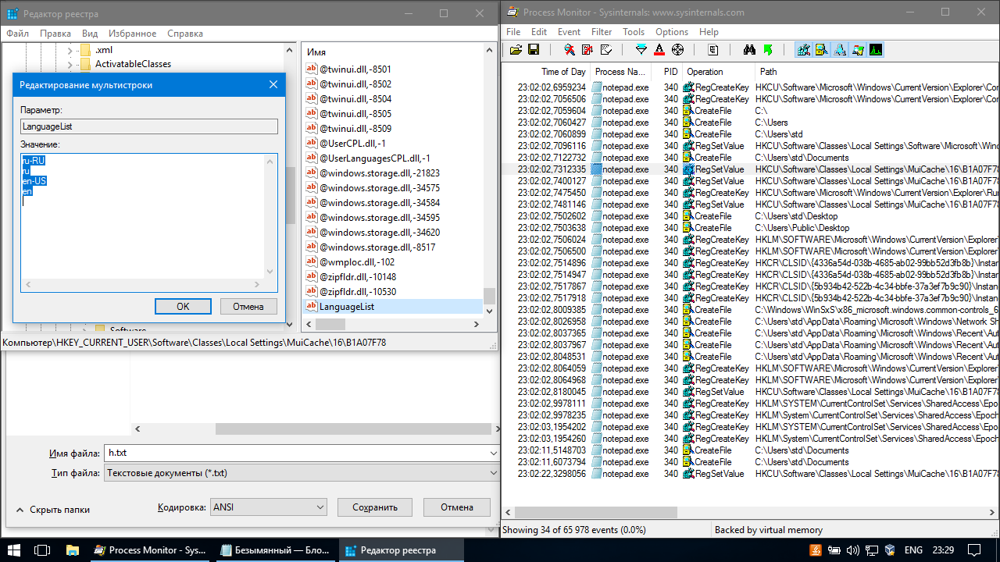 Редактор реестра
Файл Правка Вид Избранное Справка
.xml
ActivatableClasses
Редактирование мультистроки
Параметр:
LanguageList
Значение:
ru-RU
ru
en-US
en
OK Отмена
Имя
@twinui.dll,-8501
@twinui.dll,-8502
@twinui.dll,-8504
@twinui.dll,-8505
@twinui.dll,-8509
@UserCPL.dll,-1
@UserLanguagesCPL.dll,-1
@windows.storage.dll,-21823
@windows.storage.dll,-34575
@windows.storage.dll,-34584
@windows.storage.dll,-34595
@windows.storage.dll,-34620
@windows.storage.dll,-8517
@wmploc.dll,-102
@zipfldr.dll,-10148
@zipfldr.dll,-10530
LanguageList
Software
Компьютер\HKEY_CURRENT_USER\Software\Classes\Local Settings\MuiCache\16\B1A07F78
Имя файла: h.txt
Тип файла: Текстовые документы (*.txt)
Скрыть папки Кодировка: ANSI Сохранить Отмена
Process Monitor - Sysinternals: www.sysinternals.com
File Edit Event Filter Tools Options Help
Time of Day Process Na... PID Operation Path
23:02:02,6959234 notepad.exe 340 RegCreateKey HKCU\Software\Microsoft\Windows\CurrentVersion\Explorer\Co
23:02:02,7056506 notepad.exe 340 RegCreateKey HKCU\Software\Microsoft\Windows\CurrentVersion\Explorer\Co
23:02:02,7059604 notepad.exe 340 CreateFile C:\
23:02:02,7060427 notepad.exe 340 CreateFile C:\Users
23:02:02,7060899 notepad.exe 340 CreateFile C:\Users\std
23:02:02,7096116 notepad.exe 340 RegSetValue HKCU\Software\Classes\Local Settings\Software\Microsoft\Win
23:02:02,7122732 notepad.exe 340 CreateFile C:\Users\std\Documents
23:02:02,7312335 notepad.exe 340 RegSetValue HKCU\Software\Classes\Local Settings\MuiCache\16\B1A07F78
23:02:02,7400127 notepad.exe 340 RegSetValue HKCU\Software\Classes\Local Settings\MuiCache\16\B1A07F78
23:02:02,7475450 notepad.exe 340 RegCreateKey HKCU\Software\Microsoft\Windows\CurrentVersion\Explorer\Run
23:02:02,7481146 notepad.exe 340 RegSetValue HKCU\Software\Classes\Local Settings\MuiCache\16\B1A07F78
23:02:02,7502602 notepad.exe 340 CreateFile C:\Users\std\Desktop
23:02:02,7503638 notepad.exe 340 CreateFile C:\Users\Public\Desktop
23:02:02,7506024 notepad.exe 340 RegCreateKey HKLM\SOFTWARE\Microsoft\Windows\CurrentVersion\Explorer\
23:02:02,7506500 notepad.exe 340 RegCreateKey HKLM\SOFTWARE\Microsoft\Windows\CurrentVersion\Explorer\
23:02:02,7514896 notepad.exe 340 RegCreateKey HKCR\CLSID\{4336a54d-038b-4685-ab02-99bb52d3fb8b}\Instan
23:02:02,7514947 notepad.exe 340 RegCreateKey HKCR\CLSID\{4336a54d-038b-4685-ab02-99bb52d3fb8b}\Instan
23:02:02,7517867 notepad.exe 340 RegCreateKey HKCR\CLSID\{5b934b42-522b-4c34-bbfe-37a3ef7b9c90}\Instan
23:02:02,7517918 notepad.exe 340 RegCreateKey HKCR\CLSID\{5b934b42-522b-4c34-bbfe-37a3ef7b9c90}\Instan
23:02:02,8009385 notepad.exe 340 CreateFile C:\Windows\WinSxS\x86_microsoft.windows.common-controls_6
23:02:02,8026958 notepad.exe 340 CreateFile C:\Users\std\AppData\Roaming\Microsoft\Windows\Network Sh
23:02:02,8037365 notepad.exe 340 CreateFile C:\Users\std\AppData\Roaming\Microsoft\Windows\Recent\Aut
23:02:02,8037967 notepad.exe 340 CreateFile C:\Users\std\AppData\Roaming\Microsoft\Windows\Recent\Aut
23:02:02,8048531 notepad.exe 340 CreateFile C:\Users\std\AppData\Roaming\Microsoft\Windows\Recent\Aut
23:02:02,8064059 notepad.exe 340 RegCreateKey HKLM\SOFTWARE\Microsoft\Windows\CurrentVersion\Explorer\
23:02:02,8064968 notepad.exe 340 RegCreateKey HKLM\SOFTWARE\Microsoft\Windows\CurrentVersion\Explorer\
23:02:02,8180045 notepad.exe 340 RegSetValue HKCU\Software\Classes\Local Settings\MuiCache\16\B1A07F78
23:02:02,9978111 notepad.exe 340 RegCreateKey HKLM\SYSTEM\CurrentControlSet\Services\SharedAccess\Epoc
23:02:02,9978235 notepad.exe 340 RegCreateKey HKLM\System\CurrentControlSet\Services\SharedAccess\Epoch
23:02:03,1954202 notepad.exe 340 RegCreateKey HKLM\SYSTEM\CurrentControlSet\Services\SharedAccess\Epoc
23:02:03,1954260 notepad.exe 340 RegCreateKey HKLM\System\CurrentControlSet\Services\SharedAccess\Epoch
23:02:11,5148703 notepad.exe 340 CreateFile C:\Users\std\Documents
23:02:11,6073794 notepad.exe 340 CreateFile C:\Users\std\Documents
23:02:22,3298056 notepad.exe 340 RegSetValue HKCU\Software\Classes\Local Settings\MuiCache\16\B1A07F78
Showing 34 of 65 978 events (0.0%) Backed by virtual memory
Process Monitor - Sys... Безымянный — Бло... Редактор реестра ENG 23:29